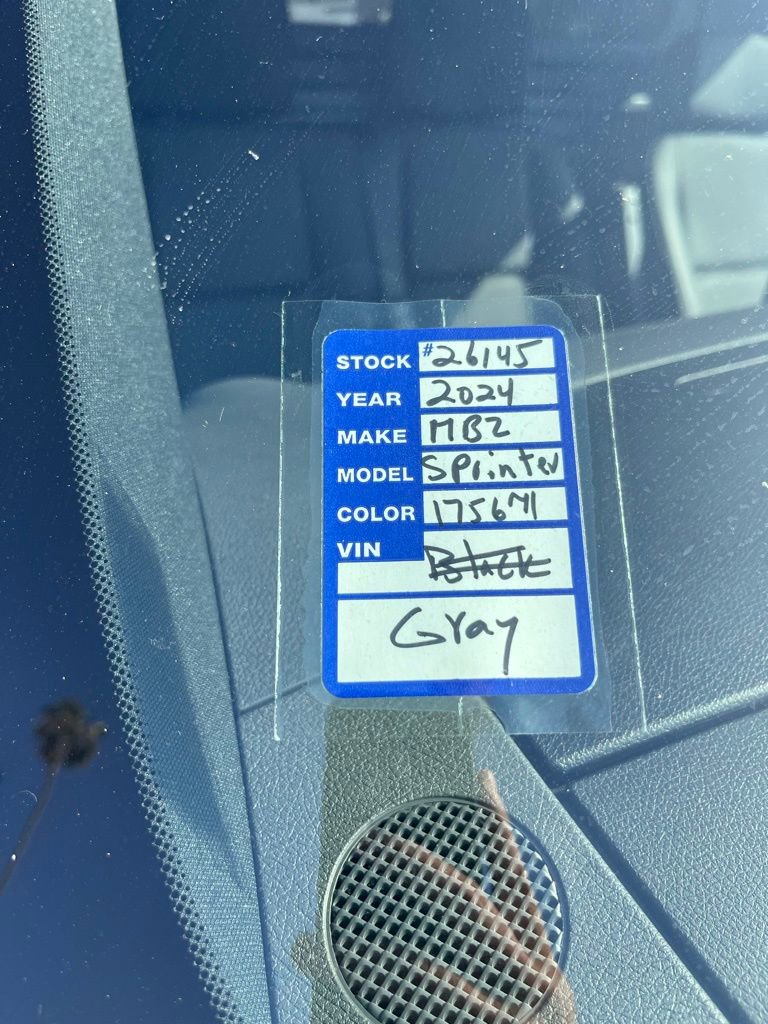 STOCK #26145
YEAR 2024
MAKE MBZ
MODEL Sprinter
COLOR 175671
VIN Black
Gray